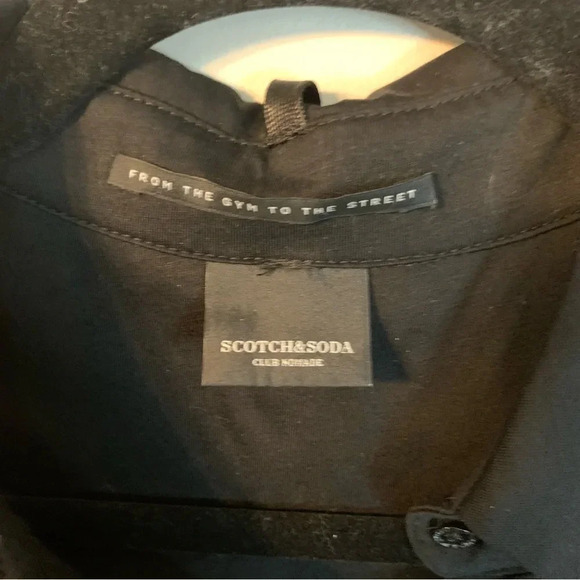 FROM THE GYM TO THE STREET
SCOTCH&SODA
CLUB NOMADE